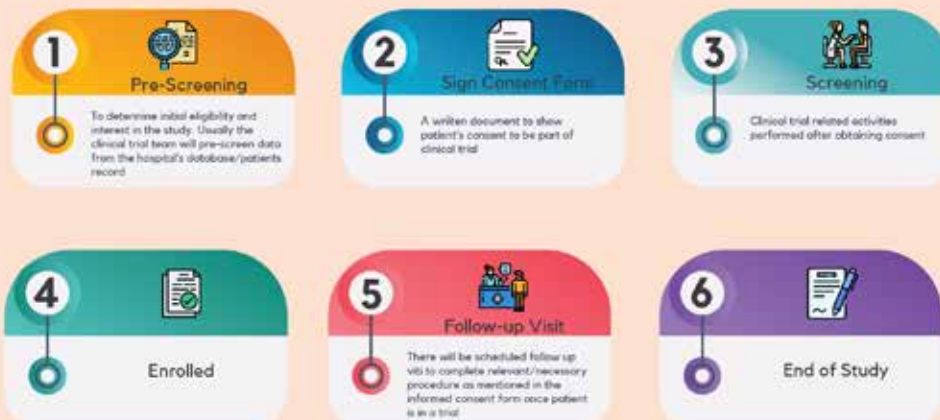 1
Pre-Screening
To determine initial eligibility and
interest in the study. Usually the
clinical trial team will pre-screen data
from the hospital's database/patients
record
2
Sign Consent Form
A written document to show
patient's consent to be part of
clinical trial
3
Screening
Clinical trial related activities
performed after obtaining consent
4
Enrolled
5
Follow-up Visit
There will be scheduled follow up
viti to complete relevant/necessary
procedure as mentioned in the
informed consent form once patient
is in a trial
6
End of Study